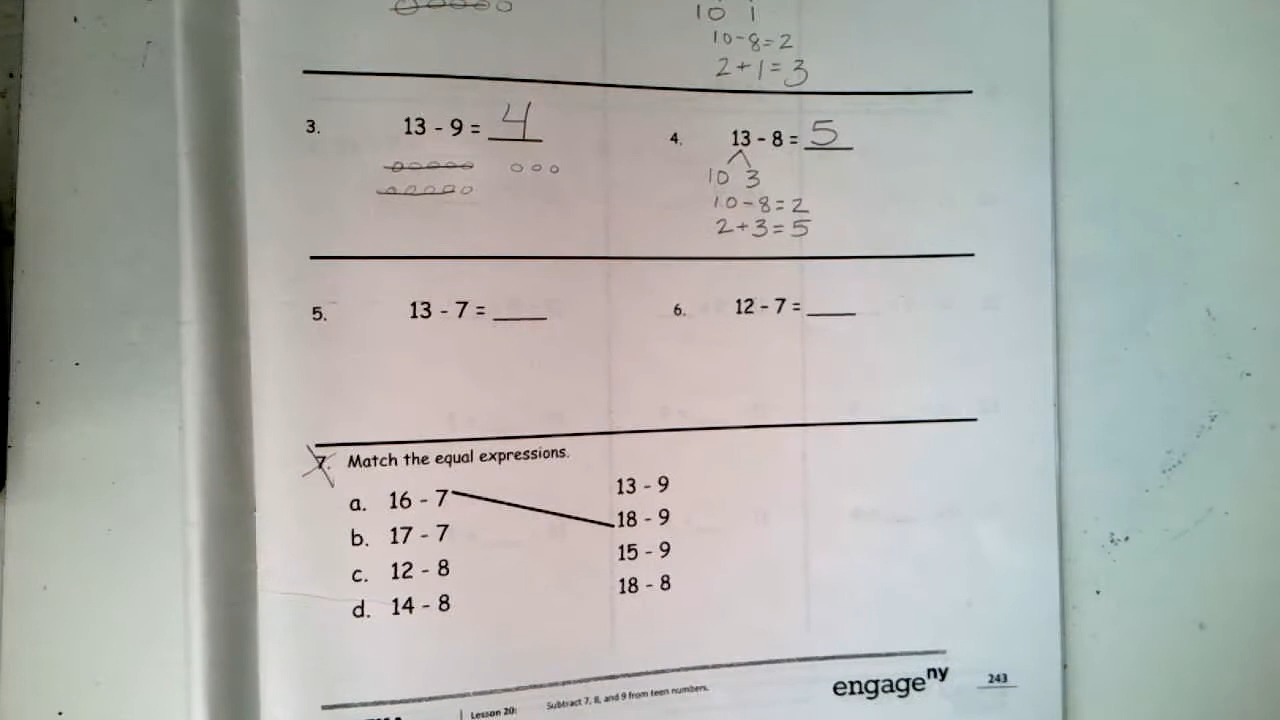 10 1
10-8=2
2+1=3
3. 13 - 9 = 4
4. 13 - 8 = 5
10 3
10-8=2
2+3=5
5. 13 - 7 = ____
6. 12 - 7 = ____
7. Match the equal expressions.
a. 16 - 7
13 - 9
b. 17 - 7
18 - 9
c. 12 - 8
15 - 9
d. 14 - 8
18 - 8
Lesson 20: Subtract 7, 8, and 9 from teen numbers.
engageny 243